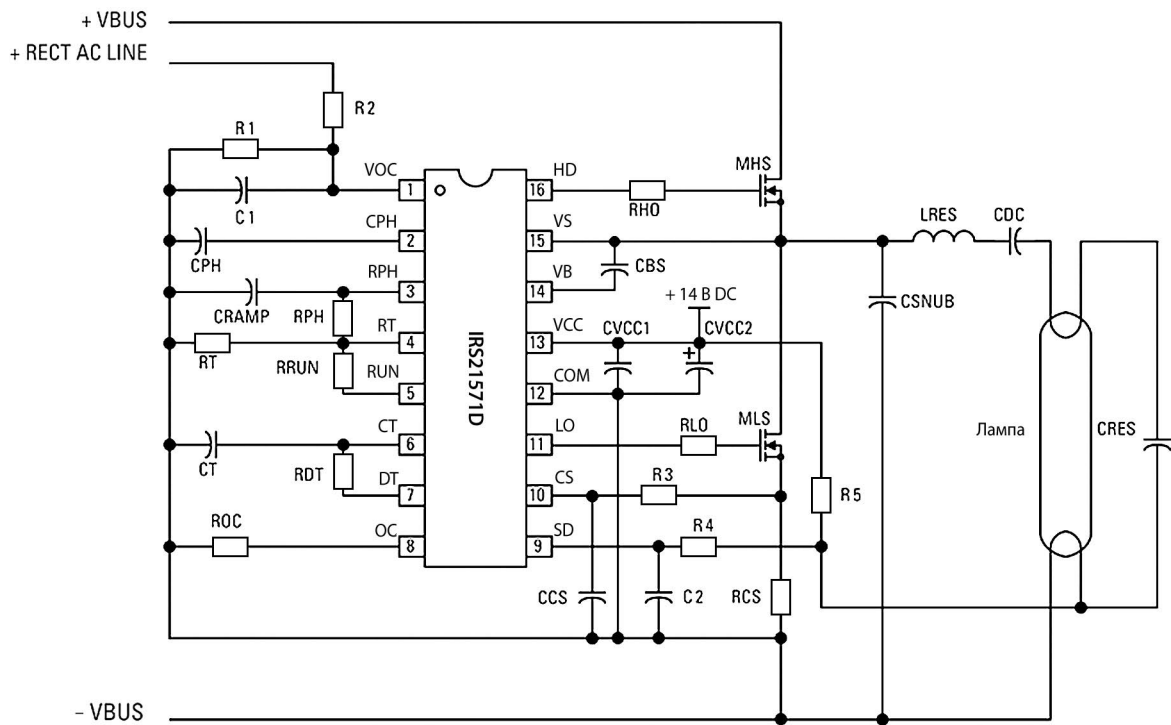 + VBUS
+ RECT AC LINE
R2
R1
C1
VOC
1
CPH
CPH
2
CRAMP
RPH
RPH
3
RT
RT
4
RRUN
RUN
5
CT
CT
6
RDT
DT
7
ROC
OC
8
IRS21571D
HD
16
RHO
MHS
VS
15
CBS
VB
14
+ 14 В DC
VCC
13
CVCC1
CVCC2
+
COM
12
LO
11
RLO
MLS
CS
10
R3
SD
9
R4
R5
CCS
C2
RCS
LRES
CDC
CSNUB
Лампа
CRES
– VBUS